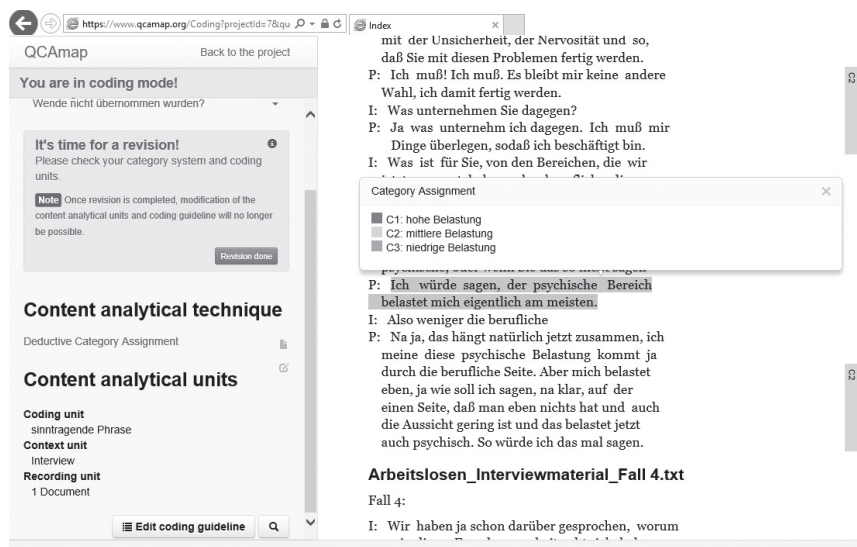 https://www.qcamap.org/Coding?projectId=7&qu
Index
QCAmap
Back to the project
You are in coding mode!
Wende nicht übernommen wurden?
It's time for a revision!
Please check your category system and coding
units.
Note Once revision is completed, modification of the
content analytical units and coding guideline will no longer
be possible.
Revision done
Content analytical technique
Deductive Category Assignment
Content analytical units
Coding unit
sinntragende Phrase
Context unit
Interview
Recording unit
1 Document
Edit coding guideline
mit der Unsicherheit, der Nervosität und so,
daß Sie mit diesen Problemen fertig werden.
P: Ich muß! Ich muß. Es bleibt mir keine andere
Wahl, ich damit fertig werden.
I: Was unternehmen Sie dagegen?
P: Ja was unternehm ich dagegen. Ich muß mir
Dinge überlegen, sodaß ich beschäftigt bin.
I: Was ist für Sie, von den Bereichen, die wir
Category Assignment
C1: hohe Belastung
C2: mittlere Belastung
C3: niedrige Belastung
psychische, oder wenn Sie das so nicht sagen
P: Ich würde sagen, der psychische Bereich
belastet mich eigentlich am meisten.
I: Also weniger die berufliche
P: Na ja, das hängt natürlich jetzt zusammen, ich
meine diese psychische Belastung kommt ja
durch die berufliche Seite. Aber mich belastet
eben, ja wie soll ich sagen, na klar, auf der
einen Seite, daß man eben nichts hat und auch
die Aussicht gering ist und das belastet jetzt
auch psychisch. So würde ich das mal sagen.
Arbeitslosen_Interviewmaterial_Fall 4.txt
Fall 4:
I: Wir haben ja schon darüber gesprochen, worum
C2
C2